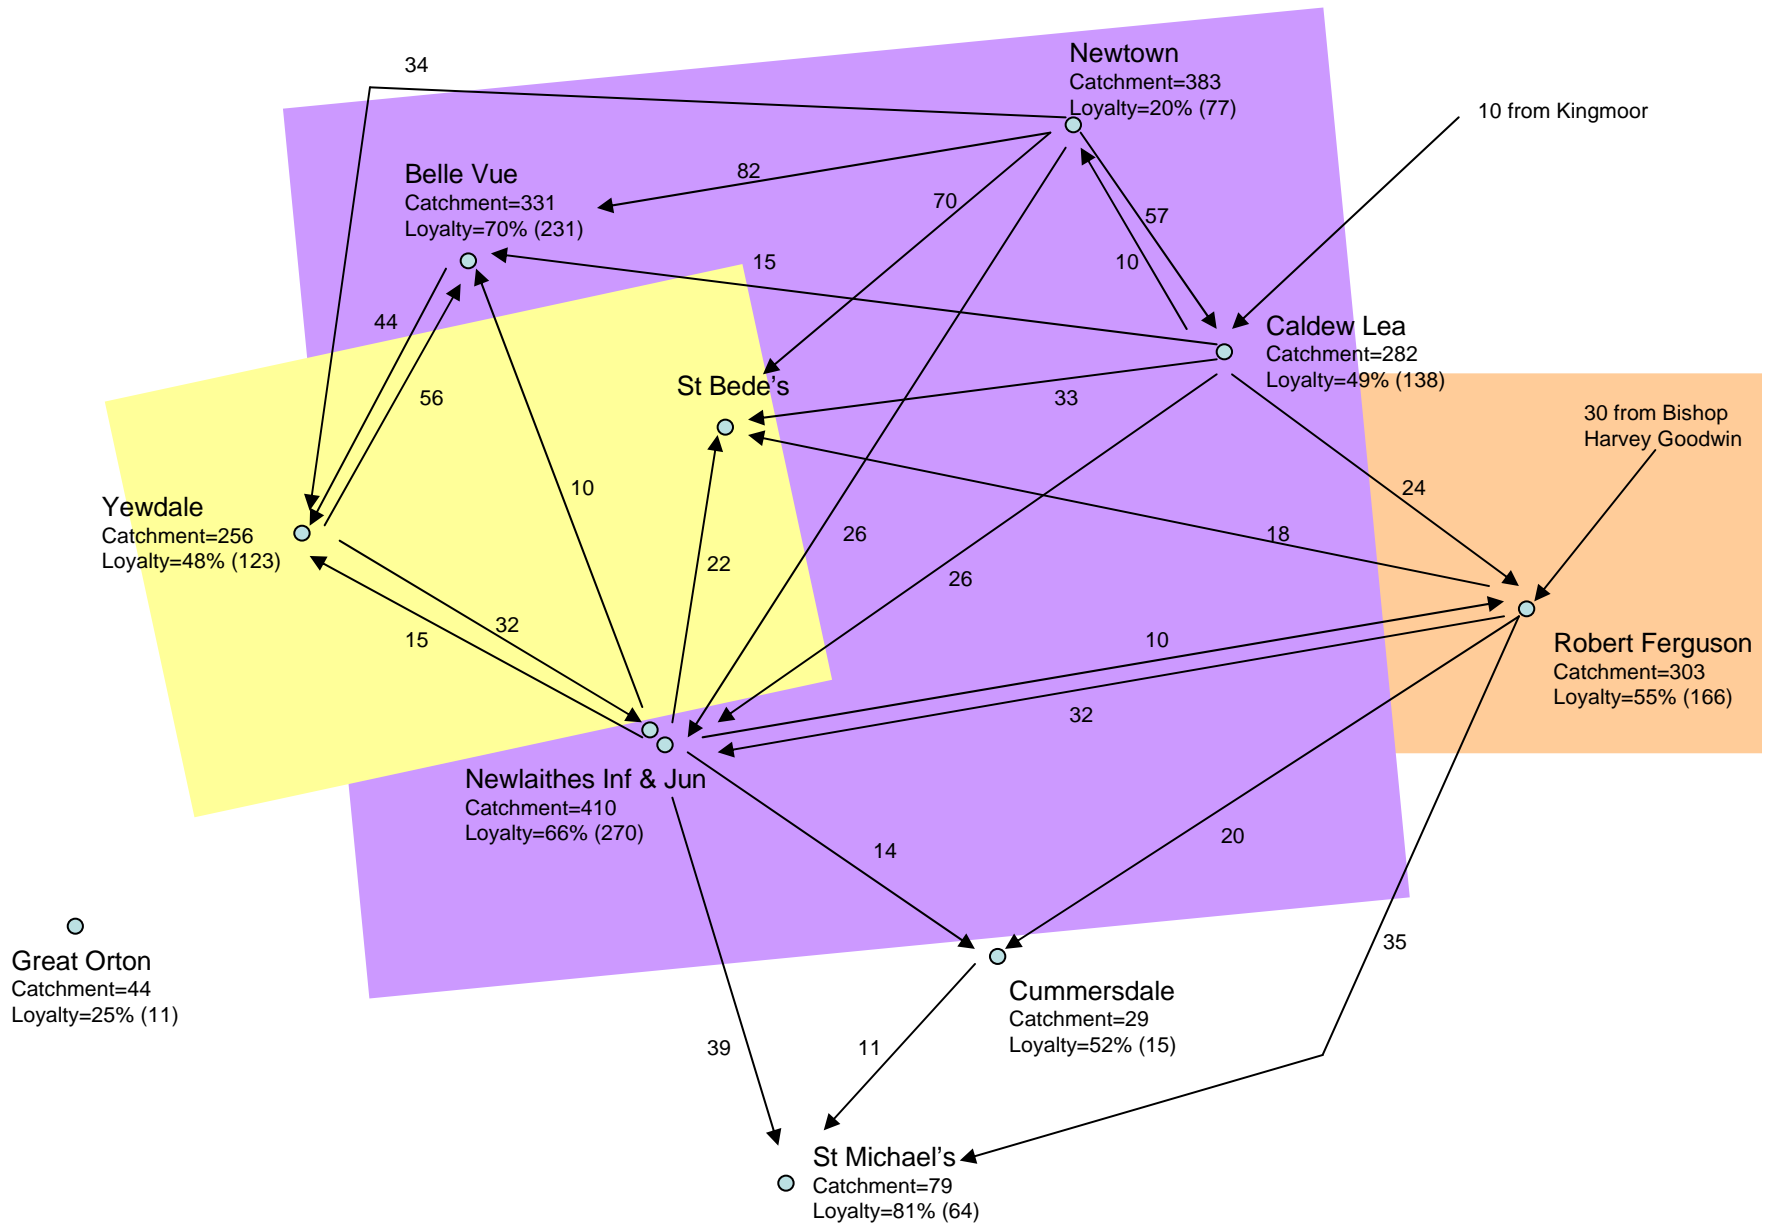 Newtown
Catchment=383
Loyalty=20% (77)
34
10 from Kingmoor
Belle Vue
Catchment=331
Loyalty=70% (231)
82
70
57
15
10
44
Caldew Lea
Catchment=282
Loyalty=49% (138)
St Bede's
56
33
30 from Bishop
Harvey Goodwin
10
24
Yewdale
Catchment=256
Loyalty=48% (123)
26
18
22
26
32
15
10
Robert Ferguson
Catchment=303
Loyalty=55% (166)
32
Newlaithes Inf & Jun
Catchment=410
Loyalty=66% (270)
14
20
35
Great Orton
Catchment=44
Loyalty=25% (11)
Cummersdale
Catchment=29
Loyalty=52% (15)
39
11
St Michael's
Catchment=79
Loyalty=81% (64)